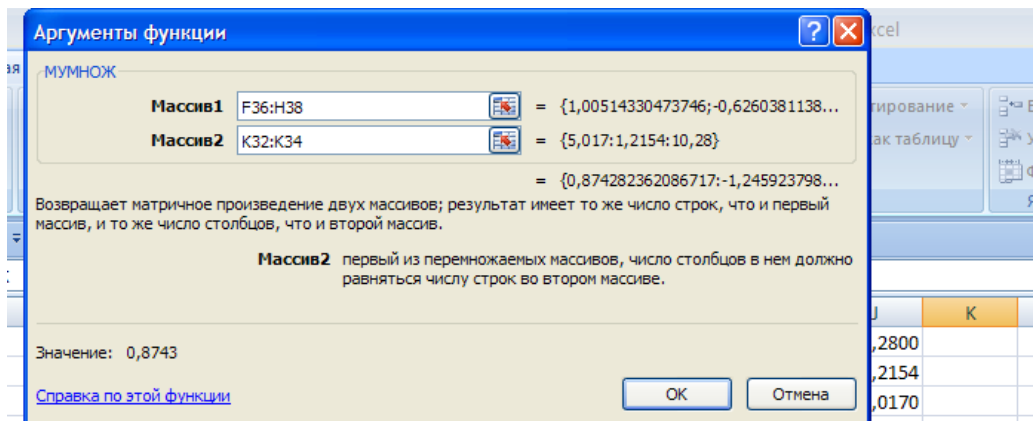 Аргументы функции
xcel
ая
МУМНОЖ
Массив1 F36:H38 = {1,00514330473746;-0,6260381138...
тирование
Массив2 K32:K34 = {5,017:1,2154:10,28}
ак таблицу
= {0,874282362086717:-1,245923798...
Возвращает матричное произведение двух массивов; результат имеет то же число строк, что и первый
массив, и то же число столбцов, что и второй массив.
Массив2 первый из перемножаемых массивов, число столбцов в нем должно
равняться числу строк во втором массиве.
J K
Значение: 0,8743
,2800
,2154
Справка по этой функции
OK Отмена
,0170